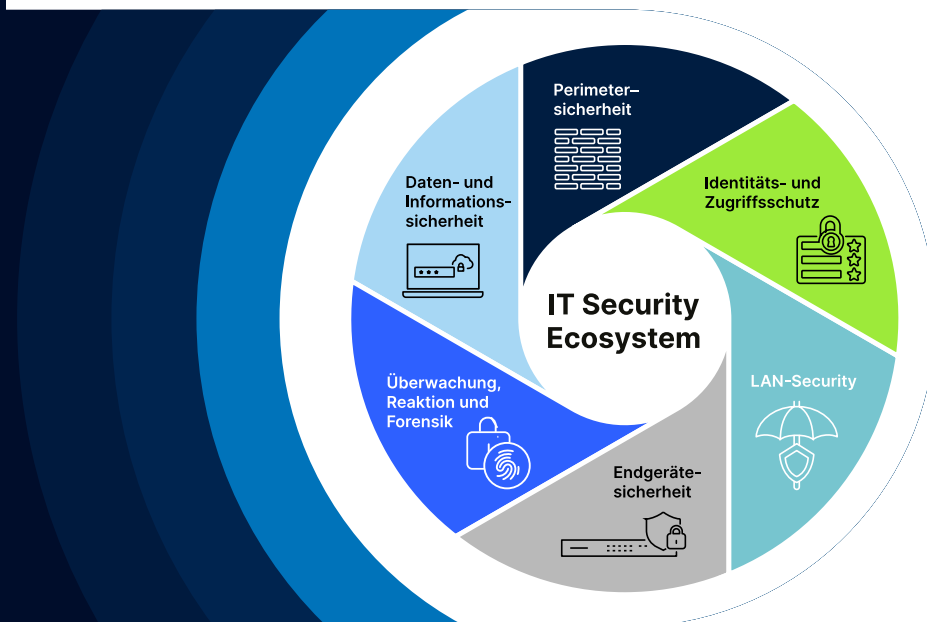 Perimeter–
sicherheit
Identitäts- und
Zugriffsschutz
LAN-Security
Endgeräte-
sicherheit
Überwachung,
Reaktion und
Forensik
Daten- und
Informations-
sicherheit
IT Security
Ecosystem